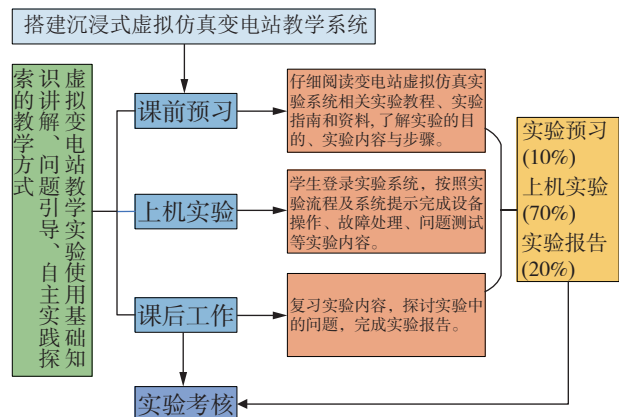 搭建沉浸式虚拟仿真变电站教学系统
虚拟变电站教学实验使用基础知
识讲解、问题引导、自主实践探
索的教学方式
课前预习
仔细阅读变电站虚拟仿真实
验系统相关实验教程、实验
指南和资料,了解实验的目
的、实验内容与步骤。
上机实验
学生登录实验系统，按照实
验流程及系统提示完成设备
操作、故障处理、问题测试
等实验内容。
课后工作
复习实验内容，探讨实验中
的问题，完成实验报告。
实验预习
(10%)
上机实验
(70%)
实验报告
(20%)
实验考核